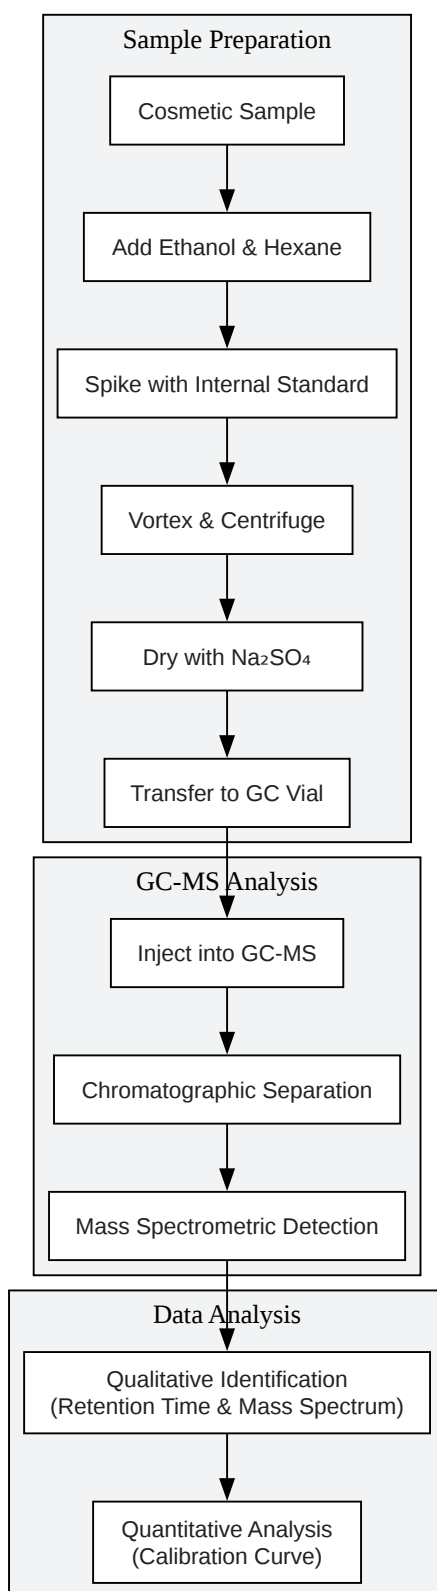 Sample Preparation
Cosmetic Sample
Add Ethanol & Hexane
Spike with Internal Standard
Vortex & Centrifuge
Dry with Na₂SO₄
Transfer to GC Vial
GC-MS Analysis
Inject into GC-MS
Chromatographic Separation
Mass Spectrometric Detection
Data Analysis
Qualitative Identification
(Retention Time & Mass Spectrum)
Quantitative Analysis
(Calibration Curve)